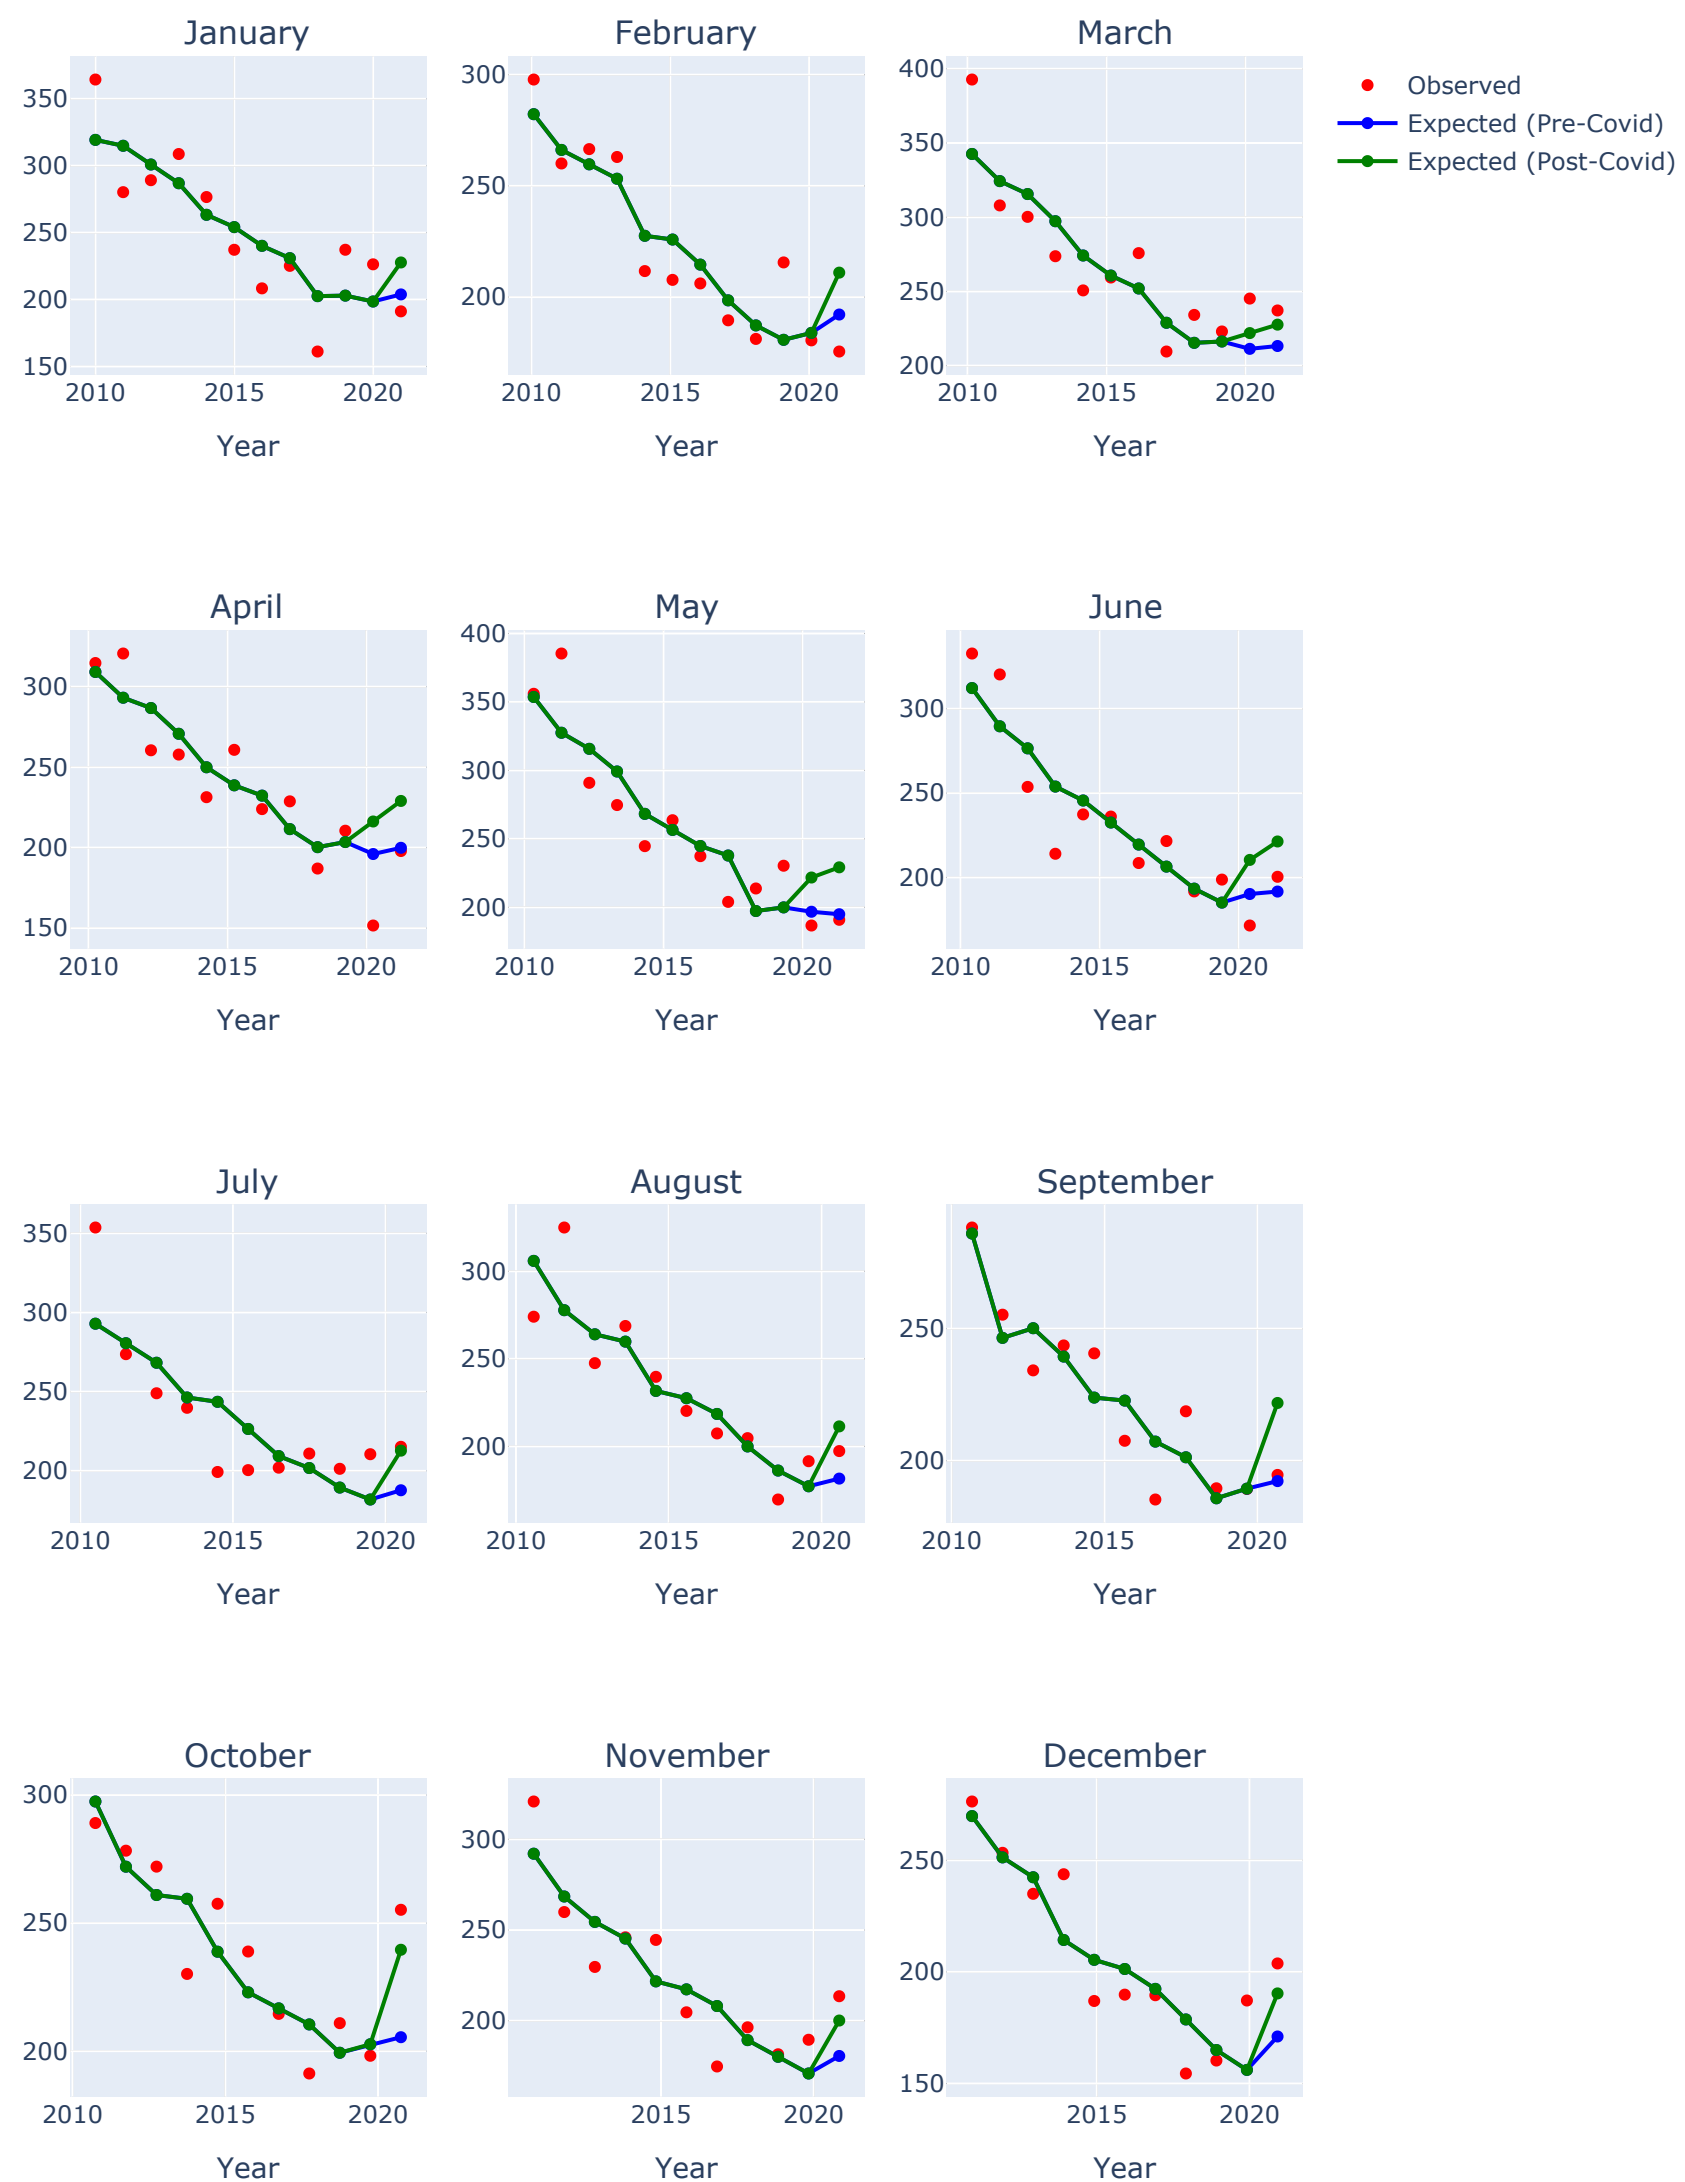 January
February
March
350
300
250
200
150
2010 2015 2020
Year
300
250
200
2010 2015 2020
Year
400
350
300
250
200
2010 2015 2020
Year
Observed
Expected (Pre-Covid)
Expected (Post-Covid)
April
May
June
300
250
200
150
2010 2015 2020
Year
400
350
300
250
200
2010 2015 2020
Year
300
250
200
2010 2015 2020
Year
July
August
September
350
300
250
200
2010 2015 2020
Year
300
250
200
2010 2015 2020
Year
250
200
2010 2015 2020
Year
October
November
December
300
250
200
2010 2015 2020
Year
300
250
200
2015 2020
Year
250
200
150
2015 2020
Year